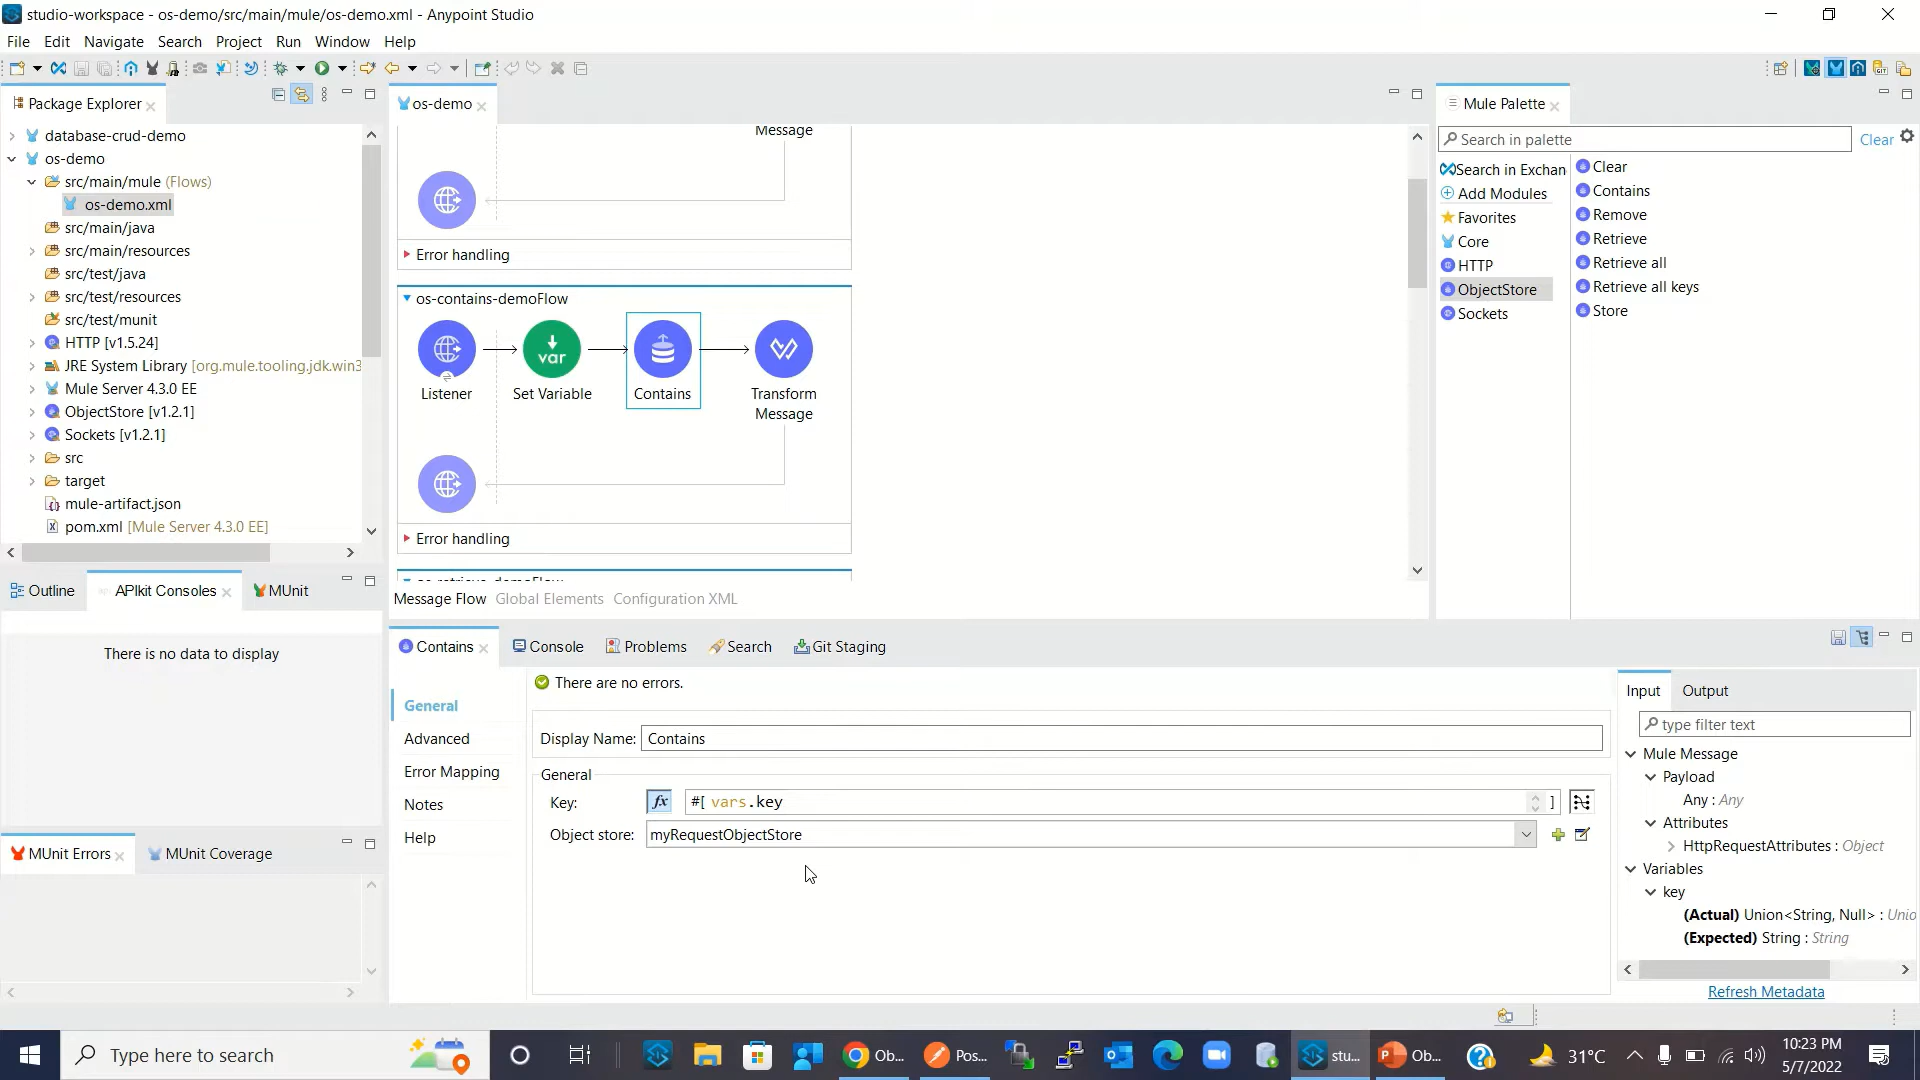 studio-workspace - os-demo/src/main/mule/os-demo.xml - Anypoint Studio
File Edit Navigate Search Project Run Window Help
Package Explorer
database-crud-demo
os-demo
src/main/mule (Flows)
os-demo.xml
src/main/java
src/main/resources
src/test/java
src/test/resources
src/test/munit
HTTP [v1.5.24]
JRE System Library [org.mule.tooling.jdk.win3
Mule Server 4.3.0 EE
ObjectStore [v1.2.1]
Sockets [v1.2.1]
src
target
mule-artifact.json
pom.xml [Mule Server 4.3.0 EE]
Outline APIkit Consoles MUnit
There is no data to display
MUnit Errors MUnit Coverage
os-demo
Message
Error handling
os-contains-demoFlow
var
Listener Set Variable Contains Transform
Message
Error handling
os-retrieve-demoFlow
Message Flow Global Elements Configuration XML
Mule Palette
Search in palette Clear
Search in Exchan
Add Modules
Favorites
Core
HTTP
ObjectStore
Sockets
Clear
Contains
Remove
Retrieve
Retrieve all
Retrieve all keys
Store
Contains Console Problems Search Git Staging
General
Advanced
Error Mapping
Notes
Help
There are no errors.
Display Name: Contains
General
Key: fx #[ vars.key ]
Object store: myRequestObjectStore
Input Output
type filter text
Mule Message
Payload
Any : Any
Attributes
HttpRequestAttributes : Object
Variables
key
(Actual) Union<String, Null> : Unio
(Expected) String : String
Refresh Metadata
Type here to search
Ob... Pos... stu... Ob...
31°C
10:23 PM
5/7/2022